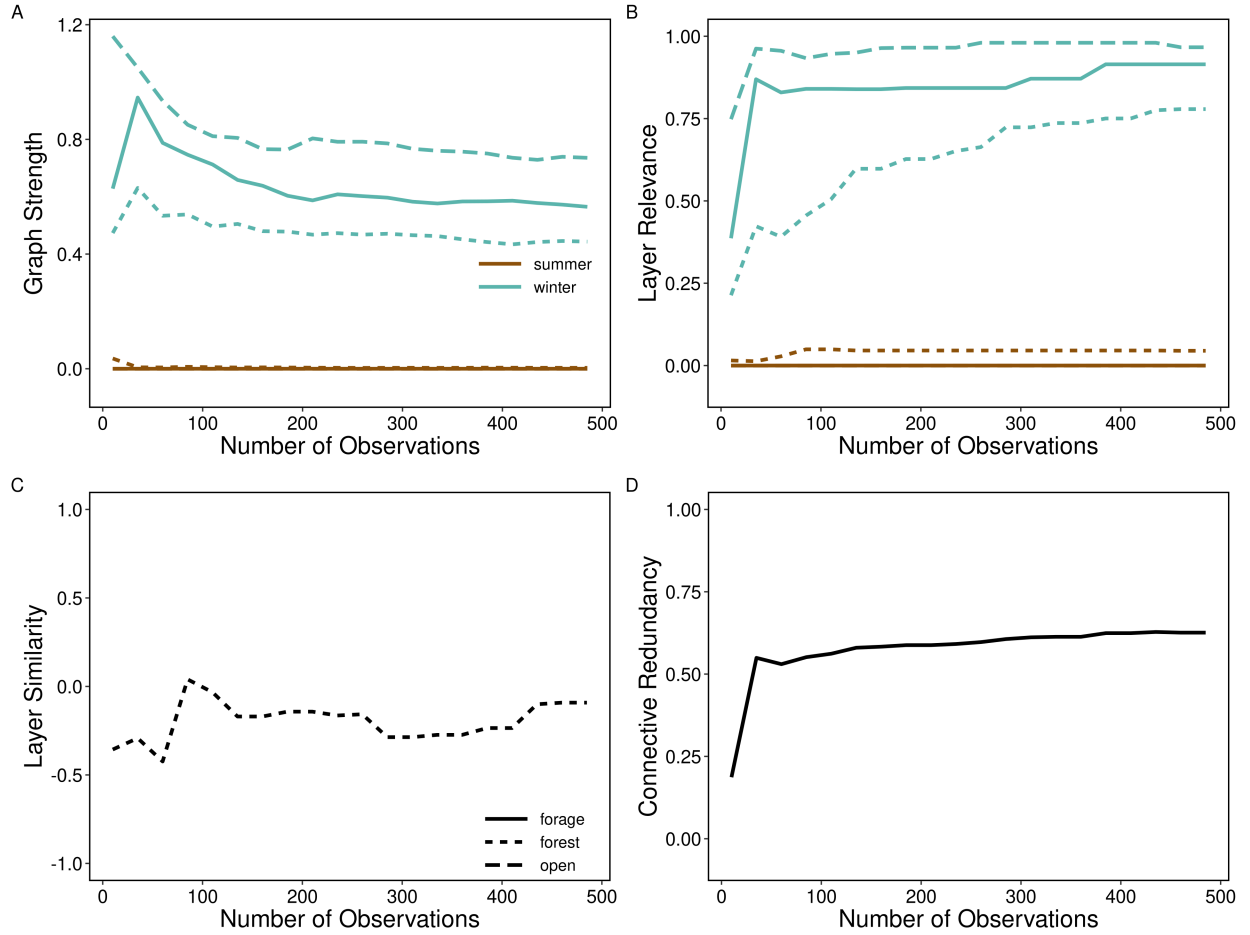 A
Graph Strength
1.2
0.8
0.4
0.0
summer
winter
0 100 200 300 400 500
Number of Observations
B
Layer Relevance
1.00
0.75
0.50
0.25
0.00
0 100 200 300 400 500
Number of Observations
C
Layer Similarity
1.0
0.5
0.0
-0.5
-1.0
forage
forest
open
0 100 200 300 400 500
Number of Observations
D
Connective Redundancy
1.00
0.75
0.50
0.25
0.00
0 100 200 300 400 500
Number of Observations